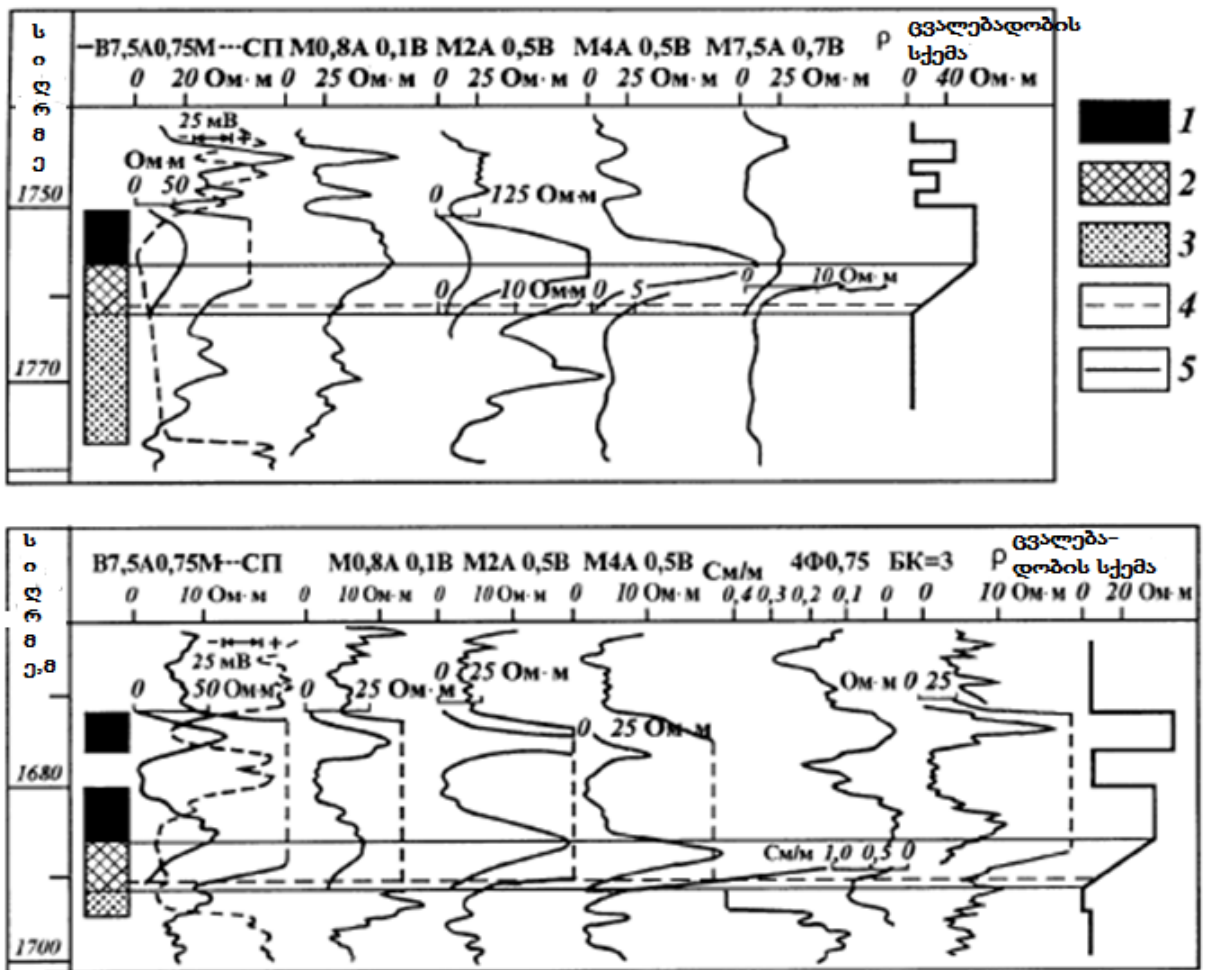 სიღრმე
−В7,5А0,75М---СП М0,8А 0,1В М2А 0,5В М4А 0,5В М7,5А 0,7В ρ ცვალებადობის
სქემა
0 20 Ом·м 0 25 Ом·м 0 25 Ом·м 0 25 Ом·м 0 25 Ом·м 0 40 Ом·м
− 25 мВ +
Ом·м
0 50
0 125 Ом·м
1750
0 10 Ом·м 0 5
0 10 Ом·м
1770
1
2
3
4
5
სიღრმე,მ
В7,5А0,75М---СП М0,8А 0,1В М2А 0,5В М4А 0,5В См/м 4Ф0,75 БК=3 ρ ცვალება-
დობის სქემა
0 10 Ом·м 0 10 Ом·м 0 10 Ом·м 0 10 Ом·м 0,4 0,3 0,2 0,1 0 0 10 Ом·м 0 20 Ом·м
− +
25 мВ
0 50 Ом·м
0 25 Ом·м
0 25 Ом·м
0 25 Ом·м
Ом·м 0 25
1680
См/м 1,0 0,5 0
1700